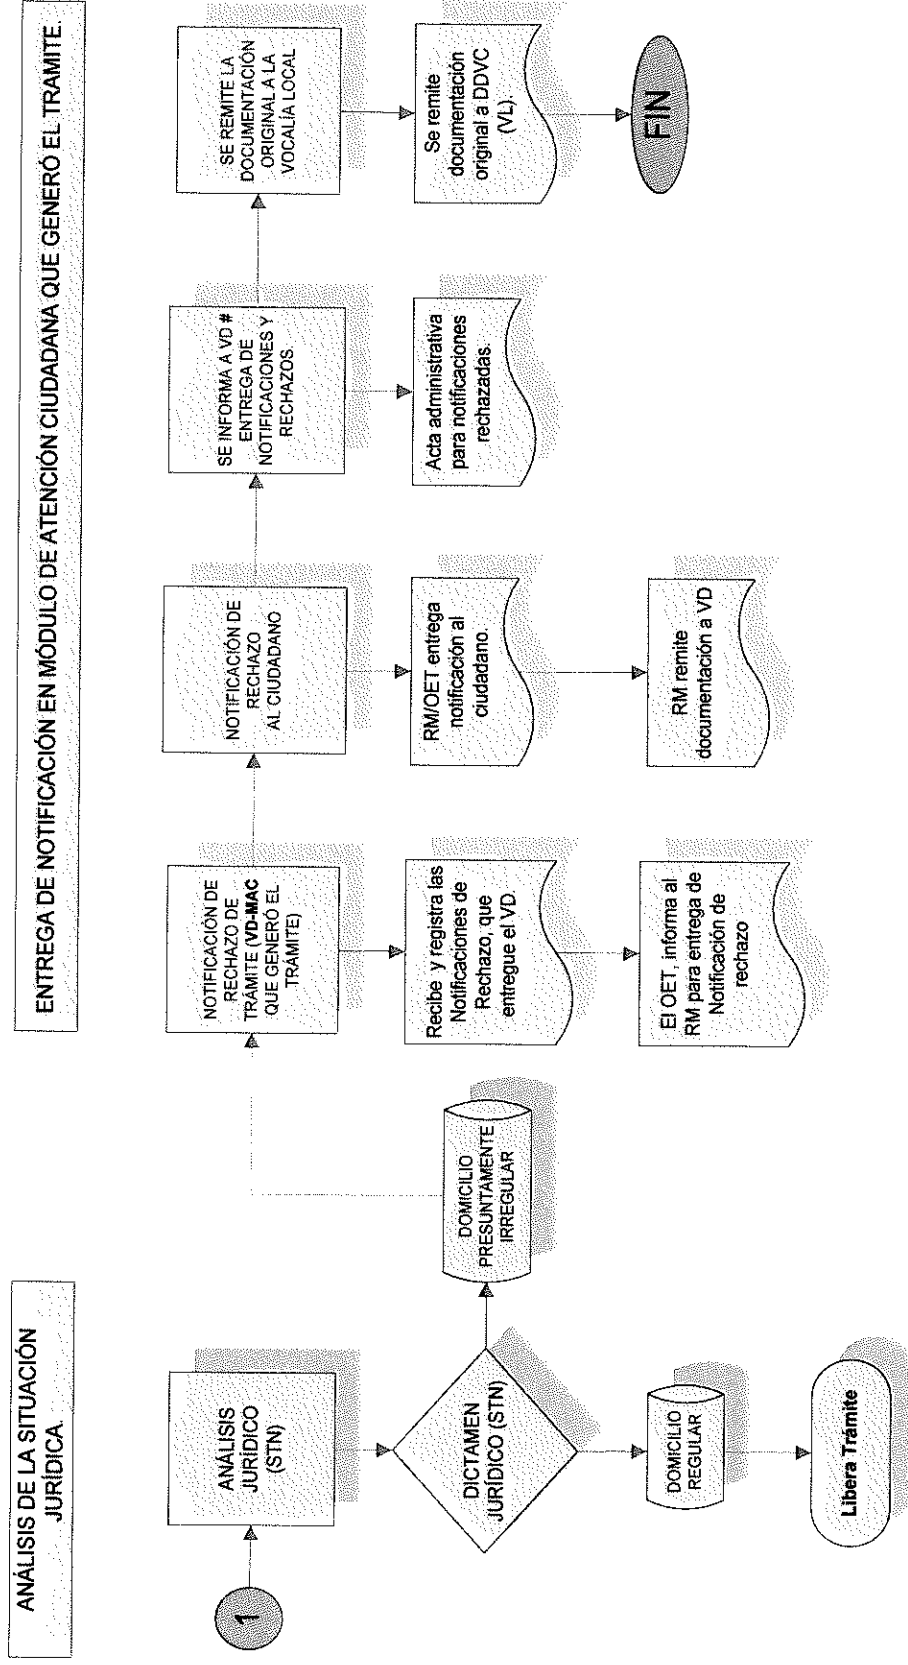 ANÁLISIS DE LA SITUACIÓN
JURÍDICA.
1
ANÁLISIS
JURÍDICO
(STN)
DICTAMEN
JURÍDICO (STN)
DOMICILIO
REGULAR
Libera Trámite
DOMICILIO
PRESUNTAMENTE
IRREGULAR
ENTREGA DE NOTIFICACIÓN EN MÓDULO DE ATENCIÓN CIUDADANA QUE GENERÓ EL TRAMITE.
NOTIFICACIÓN DE
RECHAZO DE
TRÁMITE (VD-MAC
QUE GENERÓ EL
TRÁMITE)
Recibe y registra las
Notificaciones de
Rechazo, que
entregue el VD.
El OET, informa al
RM para entrega de
Notificación de
rechazo
NOTIFICACIÓN DE
RECHAZO
AL CIUDADANO
RM/OET entrega
notificación al
ciudadano.
RM remite
documentación a VD
SE INFORMA A VD #
ENTREGA DE
NOTIFICACIONES Y
RECHAZOS.
Acta administrativa
para notificaciones
rechazadas.
SE REMITE LA
DOCUMENTACIÓN
ORIGINAL A LA
VOCALÍA LOCAL
Se remite
documentación
original a DDVC
(VL).
FIN